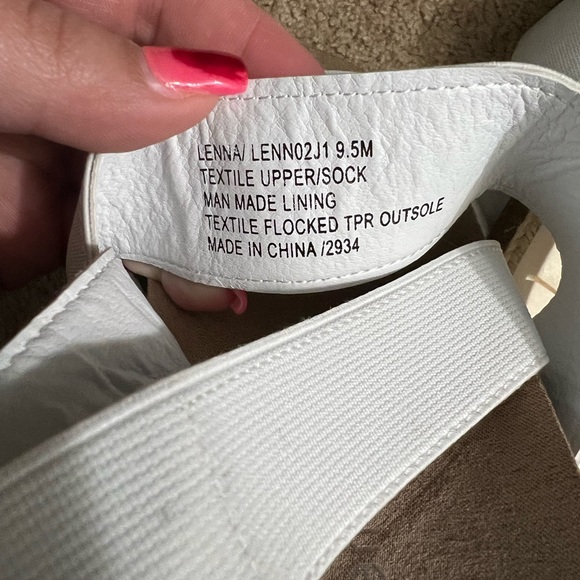 LENNA/ LENN02J1 9.5M
TEXTILE UPPER/SOCK
MAN MADE LINING
TEXTILE FLOCKED TPR OUTSOLE
MADE IN CHINA /2934